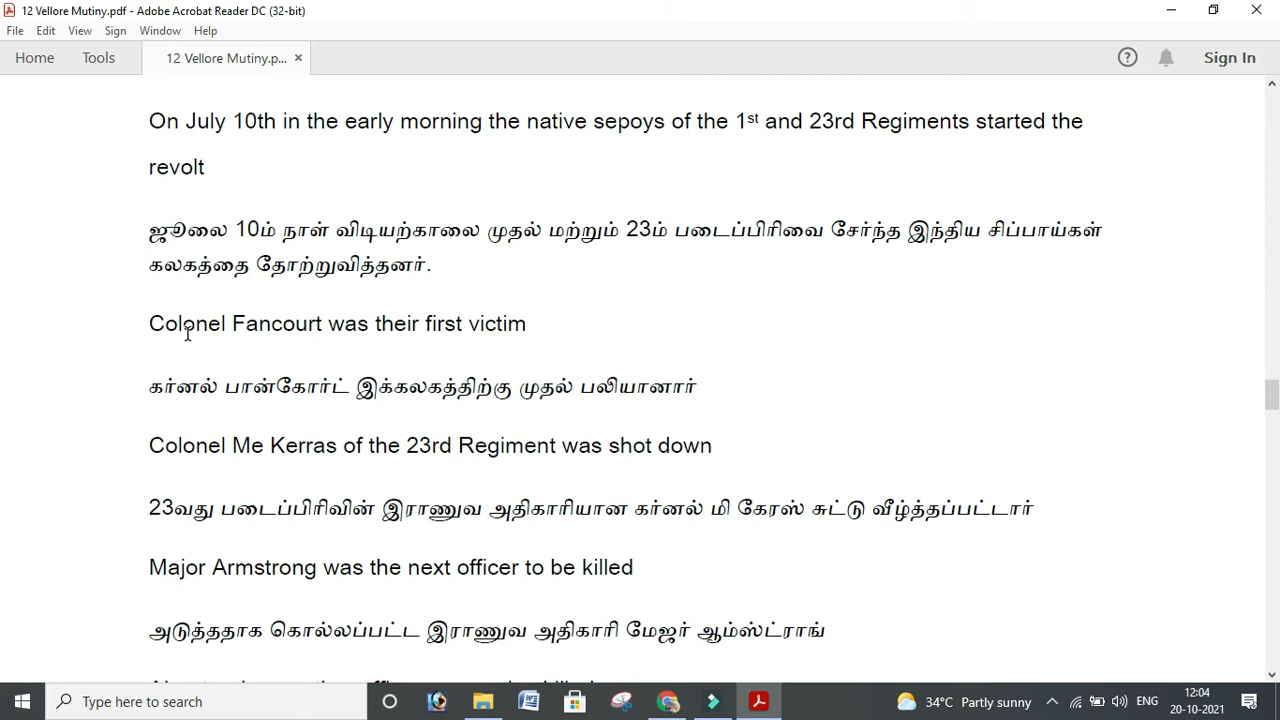 12 Vellore Mutiny.pdf - Adobe Acrobat Reader DC (32-bit)
File Edit View Sign Window Help
Home Tools 12 Vellore Mutiny.p... × Sign In
On July 10th in the early morning the native sepoys of the 1st and 23rd Regiments started the
revolt
ஜூலை 10ம் நாள் விடியற்காலை முதல் மற்றும் 23ம் படைப்பிரிவை சேர்ந்த இந்திய சிப்பாய்கள்
கலகத்தை தோற்றுவித்தனர்.
Colonel Fancourt was their first victim
கர்னல் பான்கோர்ட் இக்கலகத்திற்கு முதல் பலியானார்
Colonel Me Kerras of the 23rd Regiment was shot down
23வது படைப்பிரிவின் இராணுவ அதிகாரியான கர்னல் மி கேரஸ் சுட்டு வீழ்த்தப்பட்டார்
Major Armstrong was the next officer to be killed
அடுத்ததாக கொல்லப்பட்ட இராணுவ அதிகாரி மேஜர் ஆம்ஸ்ட்ராங்
Type here to search 34°C Partly sunny ENG 12:04
20-10-2021